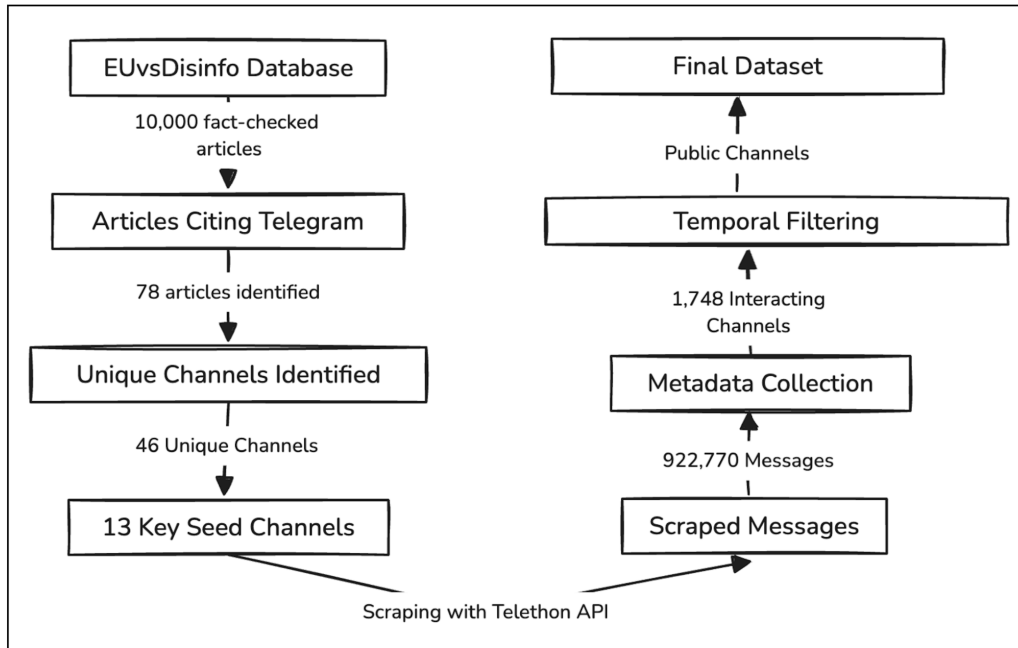 EUvsDisinfo Database
10,000 fact-checked
articles
Articles Citing Telegram
78 articles identified
Unique Channels Identified
46 Unique Channels
13 Key Seed Channels
Scraping with Telethon API
Scraped Messages
922,770 Messages
Metadata Collection
1,748 Interacting
Channels
Temporal Filtering
Public Channels
Final Dataset